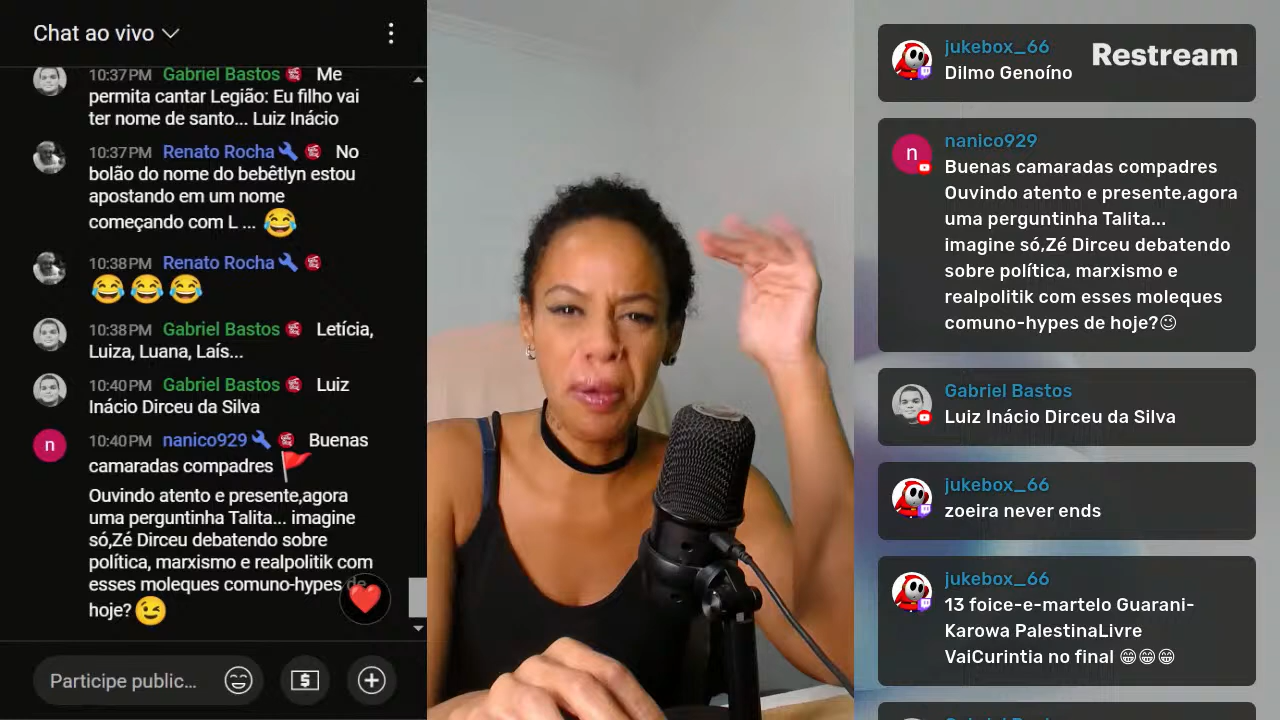 Chat ao vivo
10:37 PM Gabriel Bastos Me
permita cantar Legião: Eu filho vai
ter nome de santo... Luiz Inácio
10:37 PM Renato Rocha No
bolão do nome do bebêtlyn estou
apostando em um nome
começando com L ... 😂
10:38 PM Renato Rocha
😂😂😂
10:38 PM Gabriel Bastos Letícia,
Luiza, Luana, Laís...
10:40 PM Gabriel Bastos Luiz
Inácio Dirceu da Silva
n 10:40 PM nanico929 Buenas
camaradas compadres 🚩
Ouvindo atento e presente,agora
uma perguntinha Talita... imagine
só,Zé Dirceu debatendo sobre
política, marxismo e realpolitik com
esses moleques comuno-hypes de
hoje?😉
Participe public...
Restream
jukebox_66
Dilmo Genoíno
n nanico929
Buenas camaradas compadres
Ouvindo atento e presente,agora
uma perguntinha Talita...
imagine só,Zé Dirceu debatendo
sobre política, marxismo e
realpolitik com esses moleques
comuno-hypes de hoje?😉
Gabriel Bastos
Luiz Inácio Dirceu da Silva
jukebox_66
zoeira never ends
jukebox_66
13 foice-e-martelo Guarani-
Karowa PalestinaLivre
VaiCurintia no final 😁😁😁